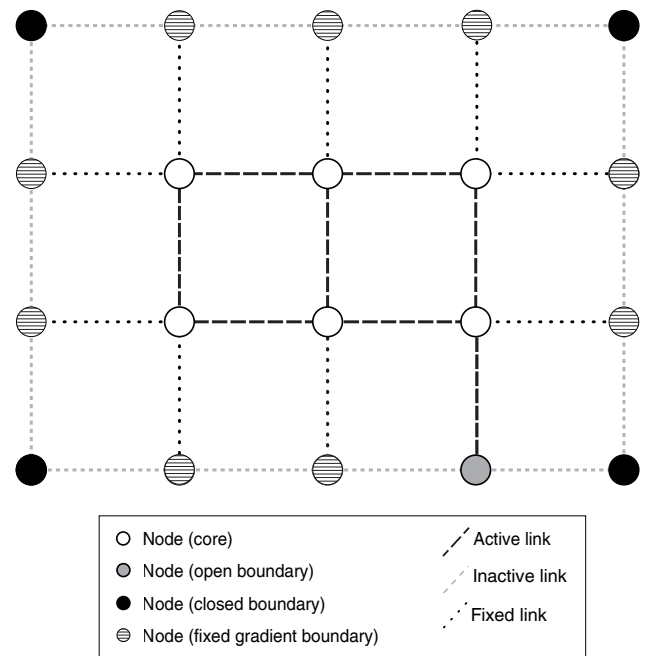 Node (core)
Node (open boundary)
Node (closed boundary)
Node (fixed gradient boundary)
Active link
Inactive link
Fixed link